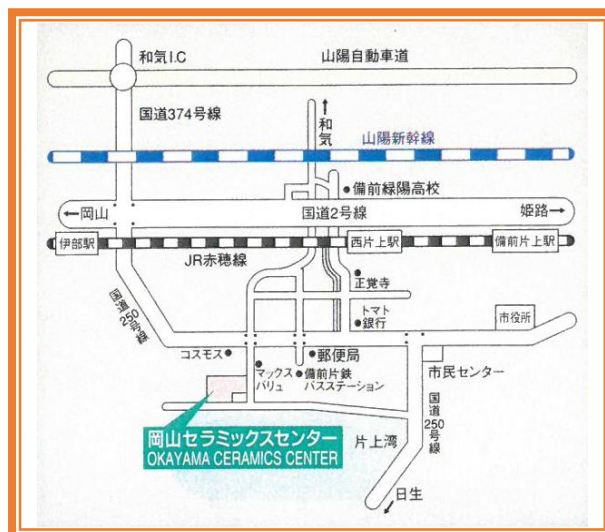 和気I.C
山陽自動車道
国道374号線
和気
山陽新幹線
備前緑陽高校
←岡山
国道2号線
姫路→
伊部駅
西片上駅
備前片上駅
JR赤穂線
正覚寺
国道250号線
トマト
銀行
市役所
コスモス
郵便局
マックス
バリュ
備前片鉄
バスステーション
市民センター
国道250号線
岡山セラミックスセンター
OKAYAMA CERAMICS CENTER
片上湾
日生